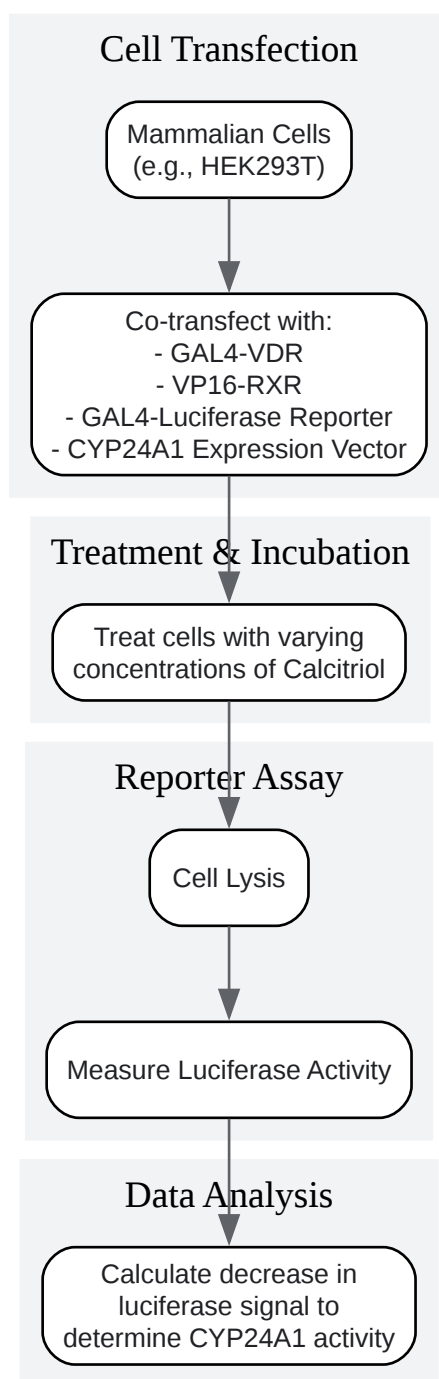 Cell Transfection
Mammalian Cells
(e.g., HEK293T)
Co-transfect with:
- GAL4-VDR
- VP16-RXR
- GAL4-Luciferase Reporter
- CYP24A1 Expression Vector
Treatment & Incubation
Treat cells with varying
concentrations of Calcitriol
Reporter Assay
Cell Lysis
Measure Luciferase Activity
Data Analysis
Calculate decrease in
luciferase signal to
determine CYP24A1 activity